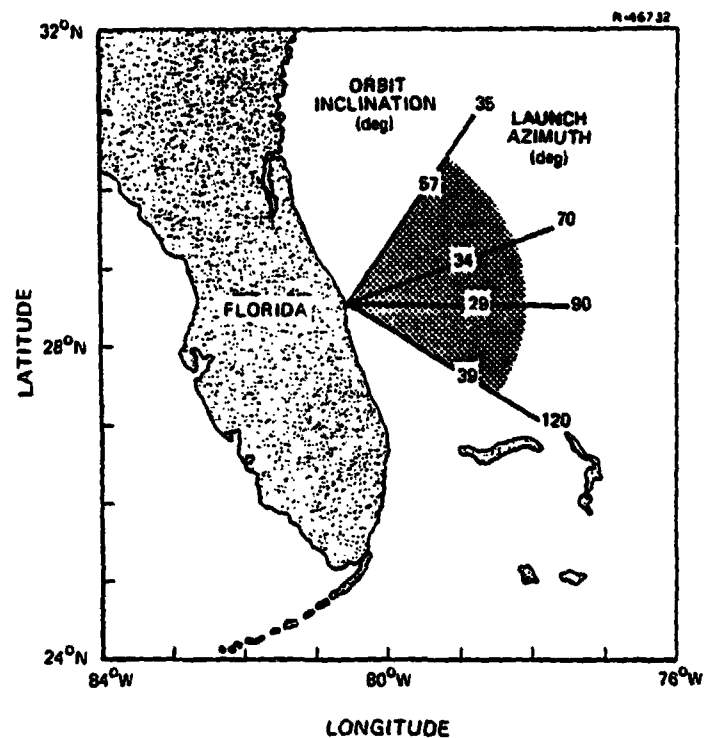 R-46732
32°N
ORBIT
INCLINATION
(deg)
35
LAUNCH
AZIMUTH
(deg)
57
70
34
FLORIDA
29
90
28°N
LATITUDE
39
120
24°N
84°W
80°W
76°W
LONGITUDE